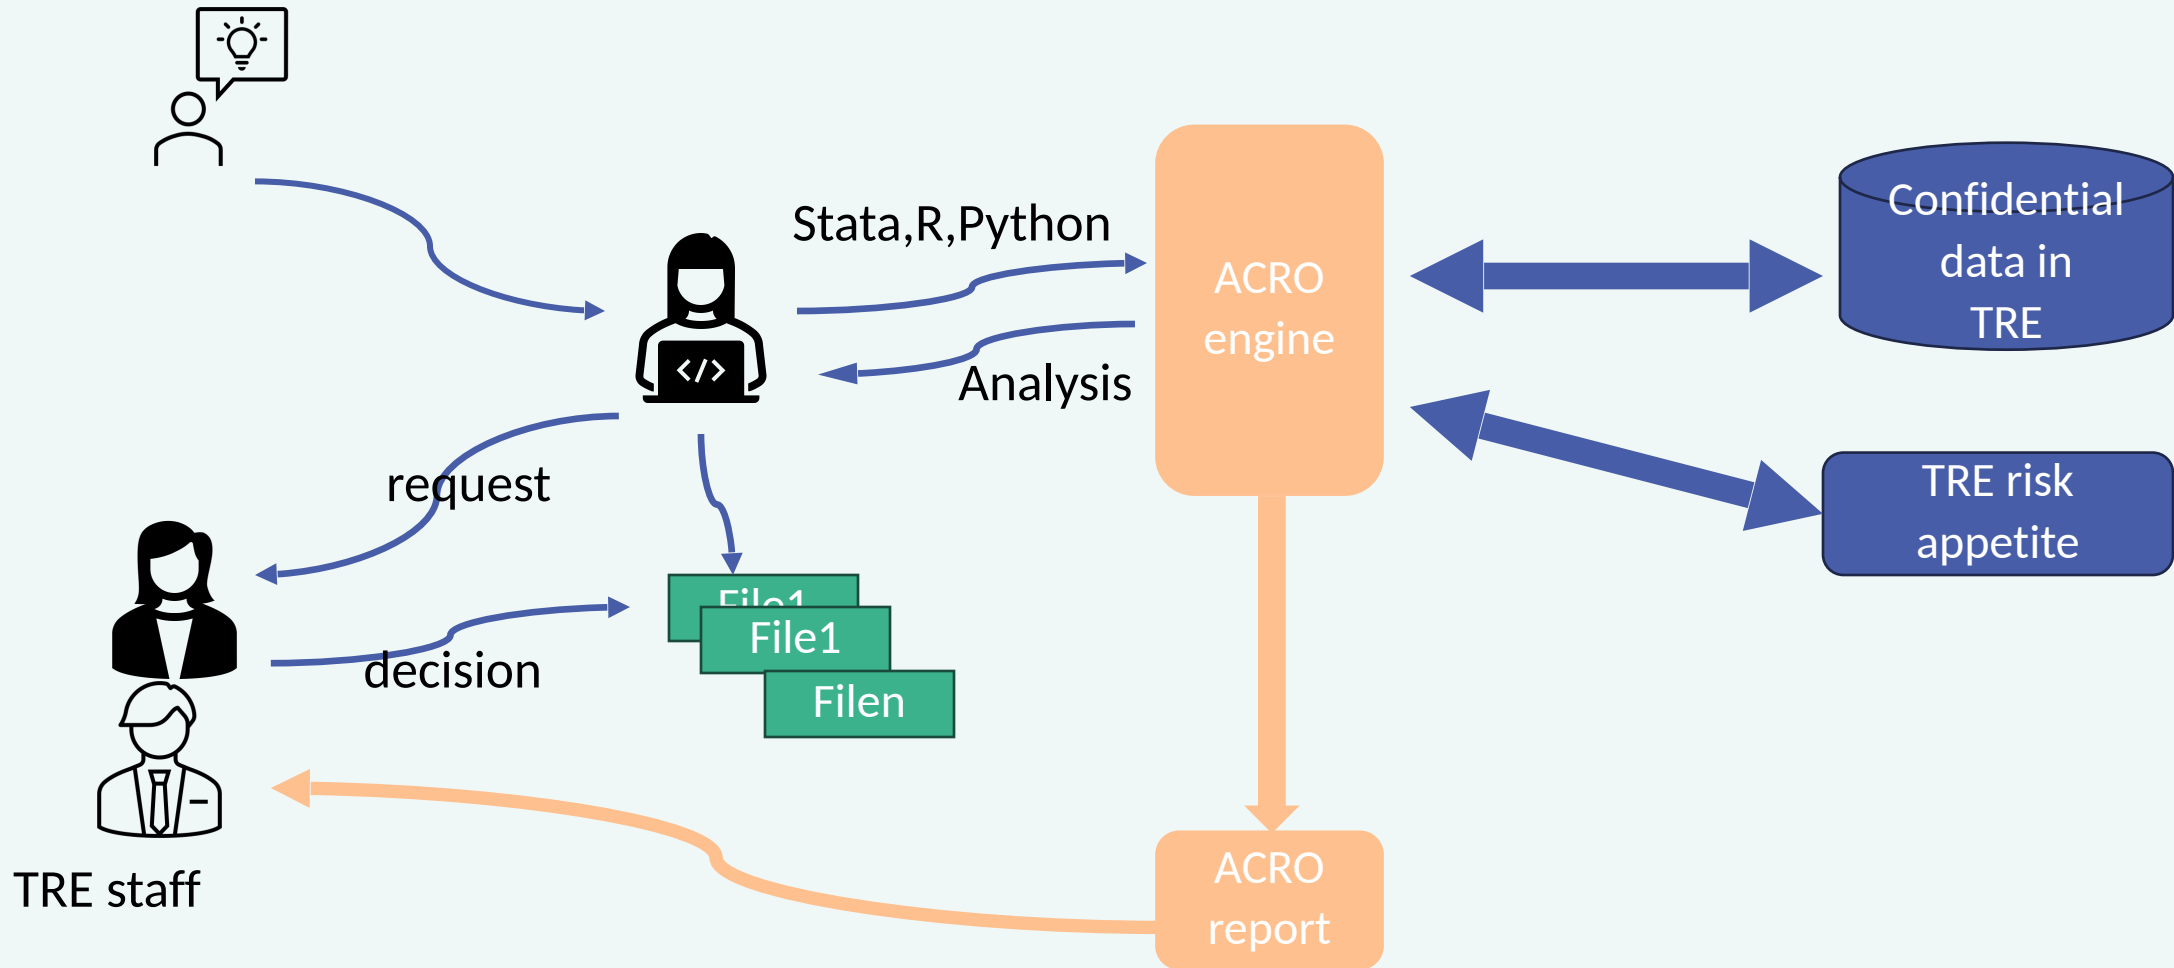 Stata,R,Python
Analysis
ACRO
engine
Confidential
data in
TRE
TRE risk
appetite
request
decision
File1
File1
Filen
TRE staff
ACRO
report